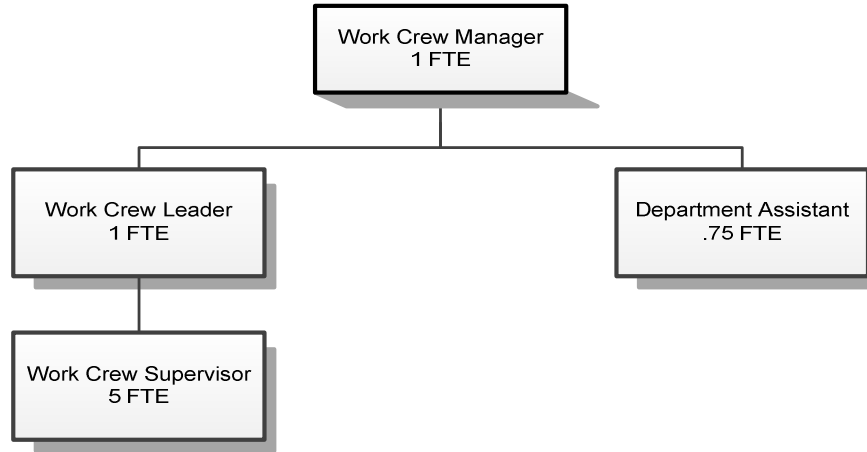 Work Crew Manager
1 FTE
Work Crew Leader
1 FTE
Department Assistant
.75 FTE
Work Crew Supervisor
5 FTE